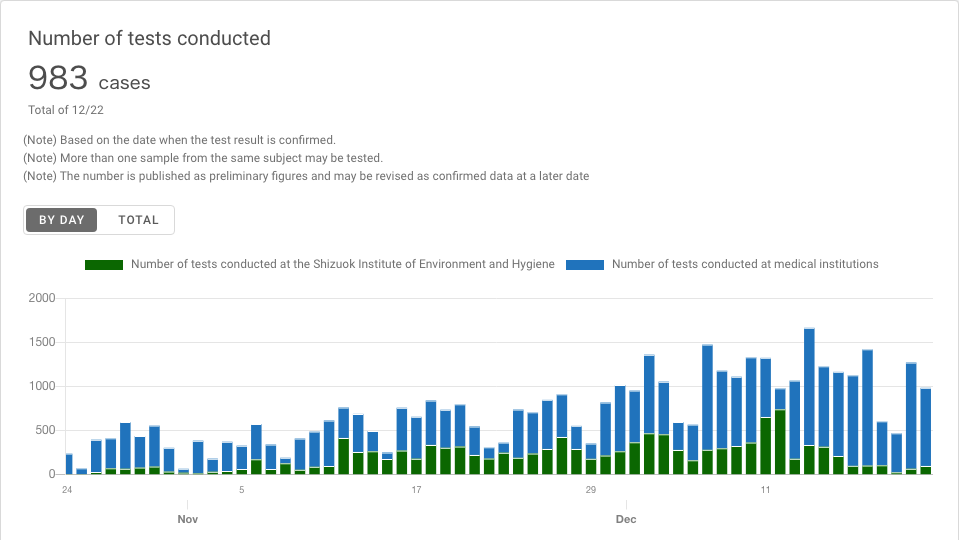 Number of tests conducted
983 cases
Total of 12/22
(Note) Based on the date when the test result is confirmed.
(Note) More than one sample from the same subject may be tested.
(Note) The number is published as preliminary figures and may be revised as confirmed data at a later date
BY DAY TOTAL
Number of tests conducted at the Shizuok Institute of Environment and Hygiene Number of tests conducted at medical institutions
2000
1500
1000
500
0
24 5 17 29 11
Nov Dec